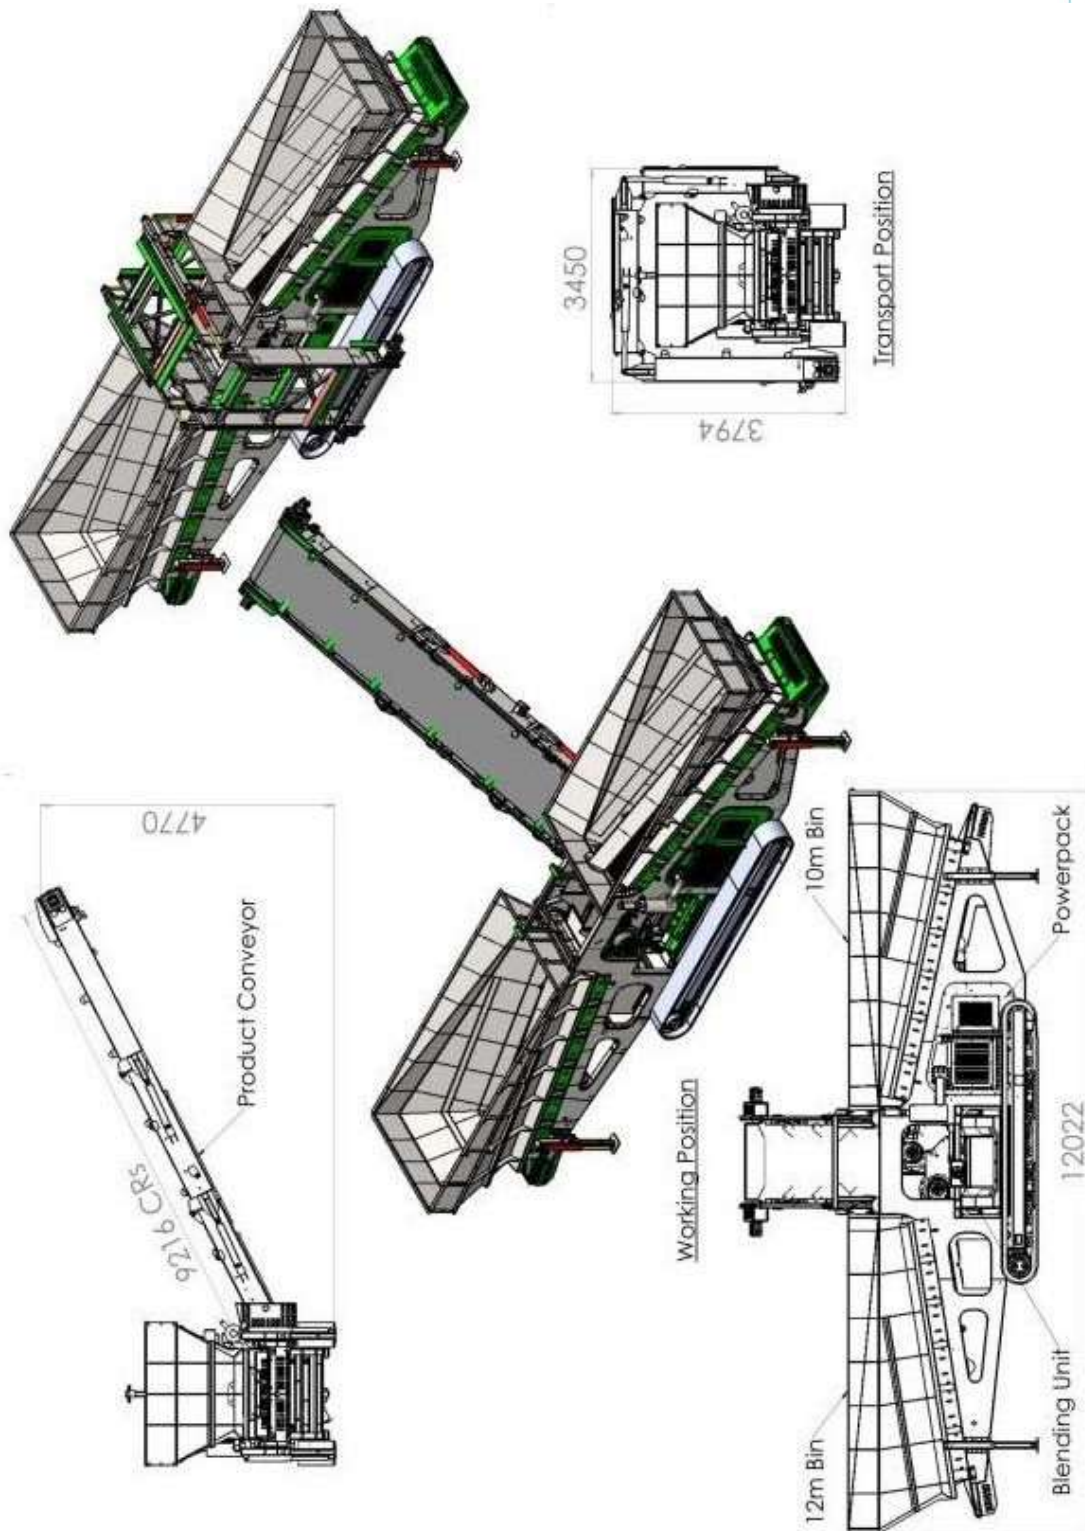 4770
9216 CRS
Product Conveyor
3450
3794
Transport Position
Working Position
12m Bin
10m Bin
Blending Unit
Powerpack
12022